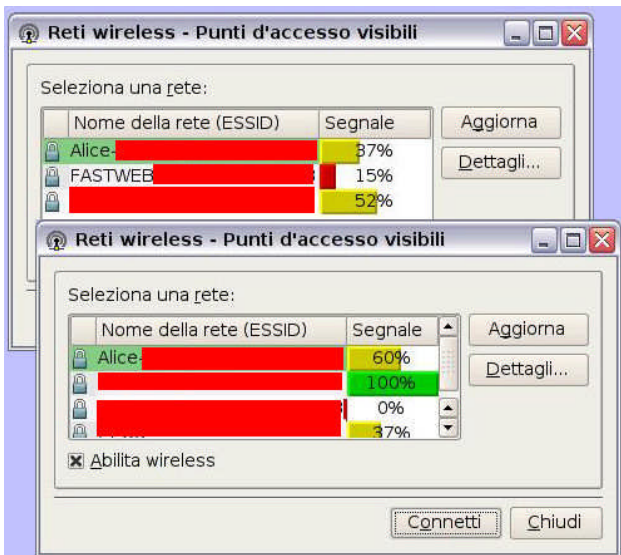 Reti wireless - Punti d'accesso visibili
Seleziona una rete:
Nome della rete (ESSID) Segnale
Aggiorna
Alice- 37%
Dettagli...
FASTWEB 15%
52%
Reti wireless - Punti d'accesso visibili
Seleziona una rete:
Nome della rete (ESSID) Segnale
Aggiorna
Alice- 60%
Dettagli...
100%
0%
37%
Abilita wireless
Connetti Chiudi